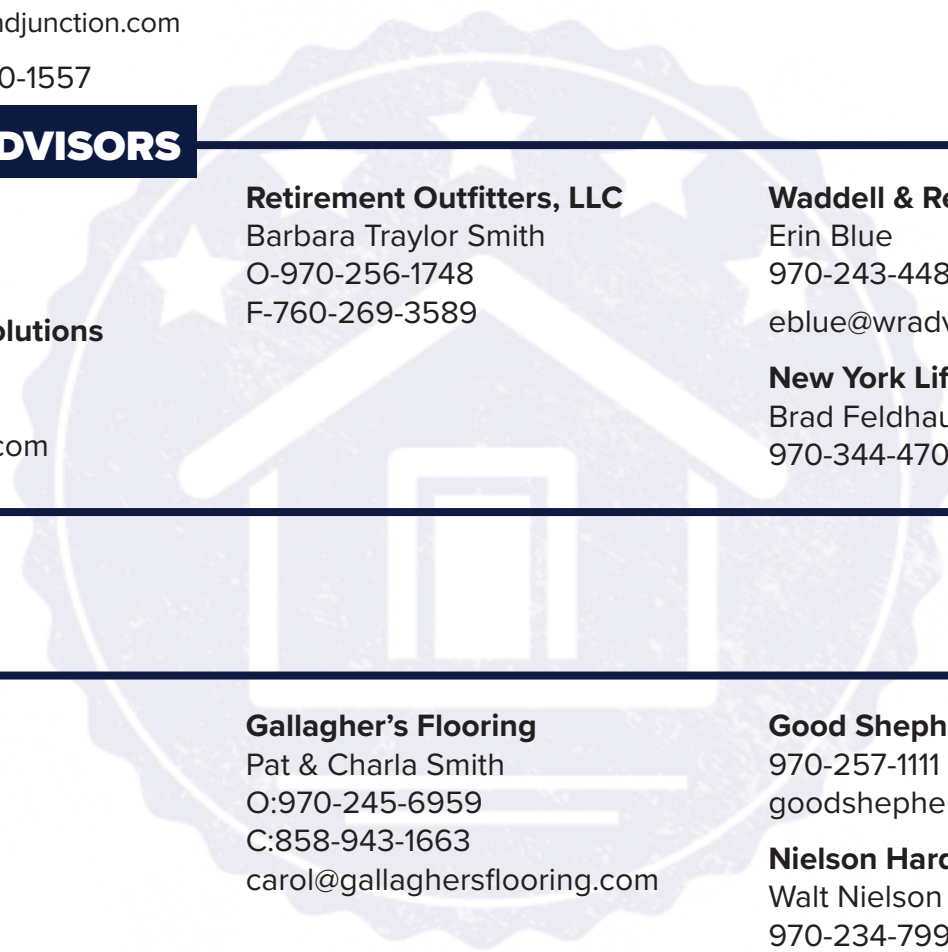 ndjunction.com
0-1557
DVISORS
olutions
com
Retirement Outfitters, LLC
Barbara Traylor Smith
O-970-256-1748
F-760-269-3589
Waddell & Re
Erin Blue
970-243-448
eblue@wradv
New York Lif
Brad Feldhau
970-344-470
Gallagher’s Flooring
Pat & Charla Smith
O:970-245-6959
C:858-943-1663
carol@gallaghersflooring.com
Good Sheph
970-257-1111
goodshephe
Nielson Hard
Walt Nielson
970-234-799